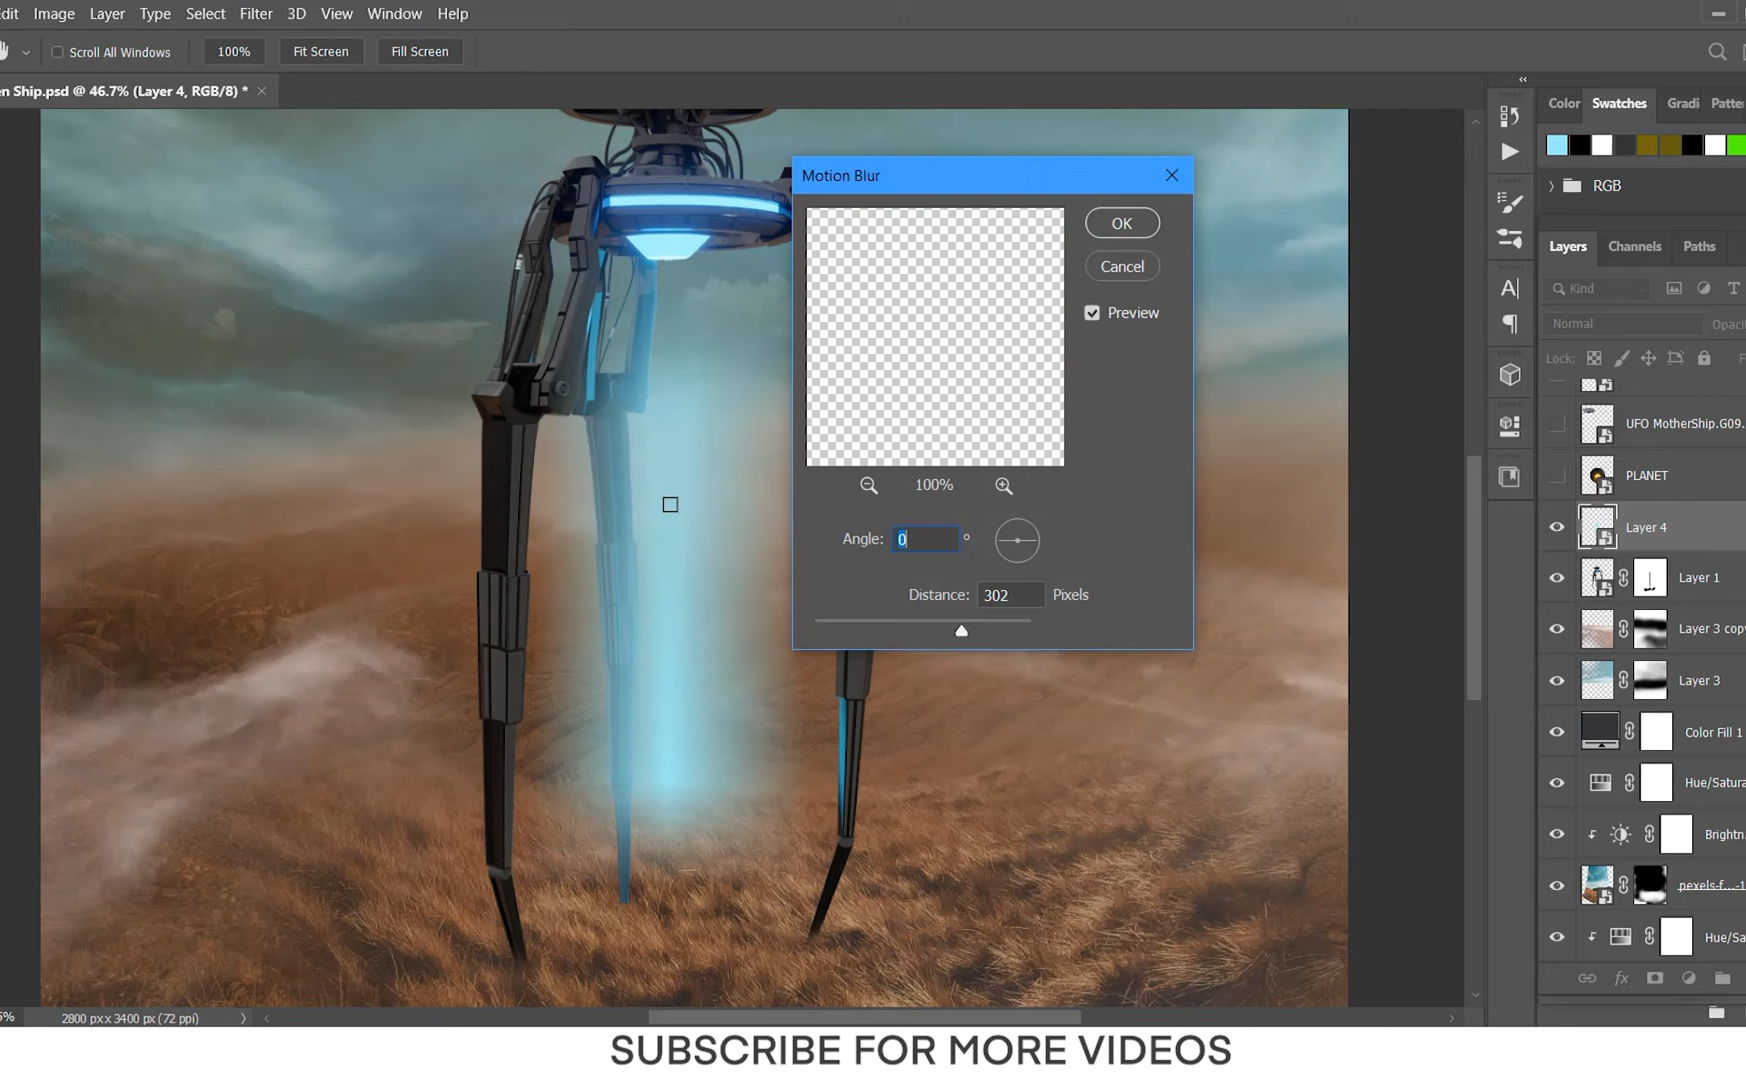 dit Image Layer Type Select Filter 3D View Window Help
Scroll All Windows 100% Fit Screen Fill Screen
en Ship.psd @ 46.7% (Layer 4, RGB/8) *
Color Swatches Gradi Patte
RGB
Motion Blur
OK
Cancel
Preview
100%
Angle: 0 °
Distance: 302 Pixels
Layers Channels Paths
Kind
Normal Opaci
Lock: F
UFO MotherShip.G09.
PLANET
Layer 4
Layer 1
Layer 3 cop
Layer 3
Color Fill 1
Hue/Satura
Brightn.
pexels-f...-1
Hue/Sa
fx
5% 2800 px x 3400 px (72 ppi)
SUBSCRIBE FOR MORE VIDEOS